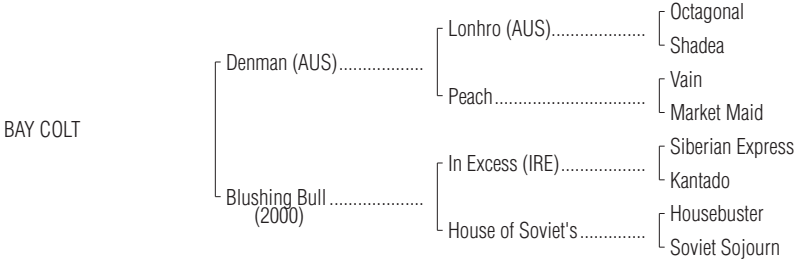 Octagonal
Lonhro (AUS).....................
Shadea
Denman (AUS)..................
Vain
Peach................................
Market Maid
BAY COLT
Siberian Express
In Excess (IRE)..................
Kantado
Blushing Bull ....................
(2000)
Housebuster
House of Soviet's..............
Soviet Sojourn